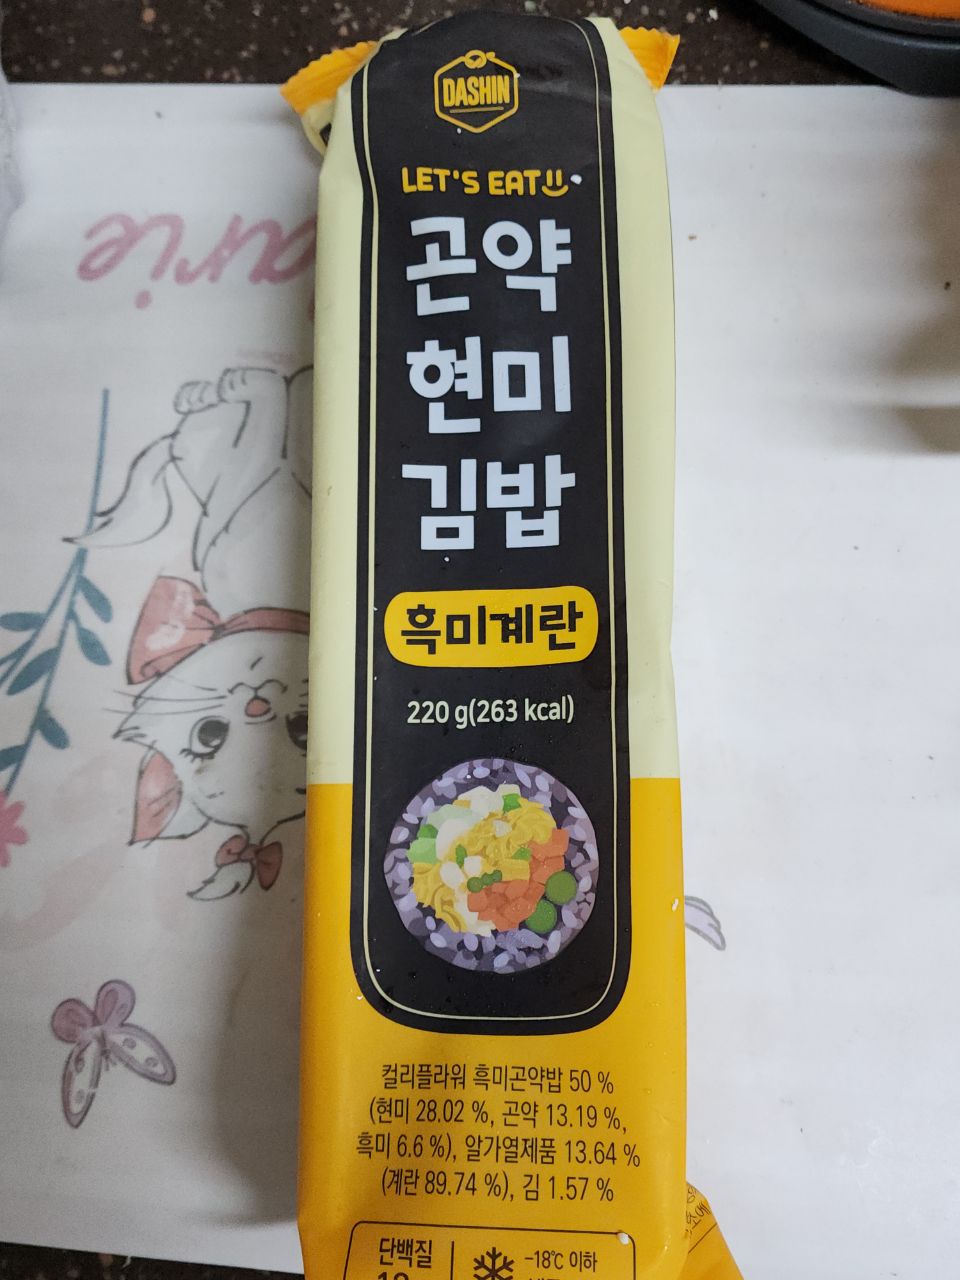 DASHIN
LET'S EAT
곤약
현미
김밥
흑미계란
220 g(263 kcal)
컬리플라워 흑미곤약밥 50 %
(현미 28.02 %, 곤약 13.19 %,
흑미 6.6 %), 알가열제품 13.64 %
(계란 89.74 %), 김 1.57 %
단백질
-18℃ 이하